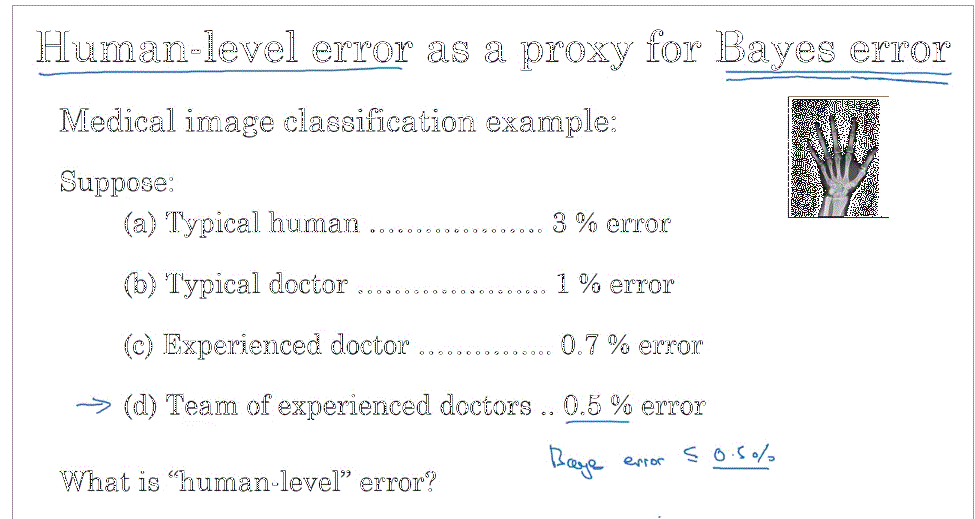 Human-level error as a proxy for Bayes error
Medical image classification example:
Suppose:
(a) Typical human ................... 3 % error
(b) Typical doctor ..................... 1 % error
(c) Experienced doctor ............... 0.7 % error
(d) Team of experienced doctors .. 0.5 % error
Baye error ≤ 0.5%
What is “human-level” error?